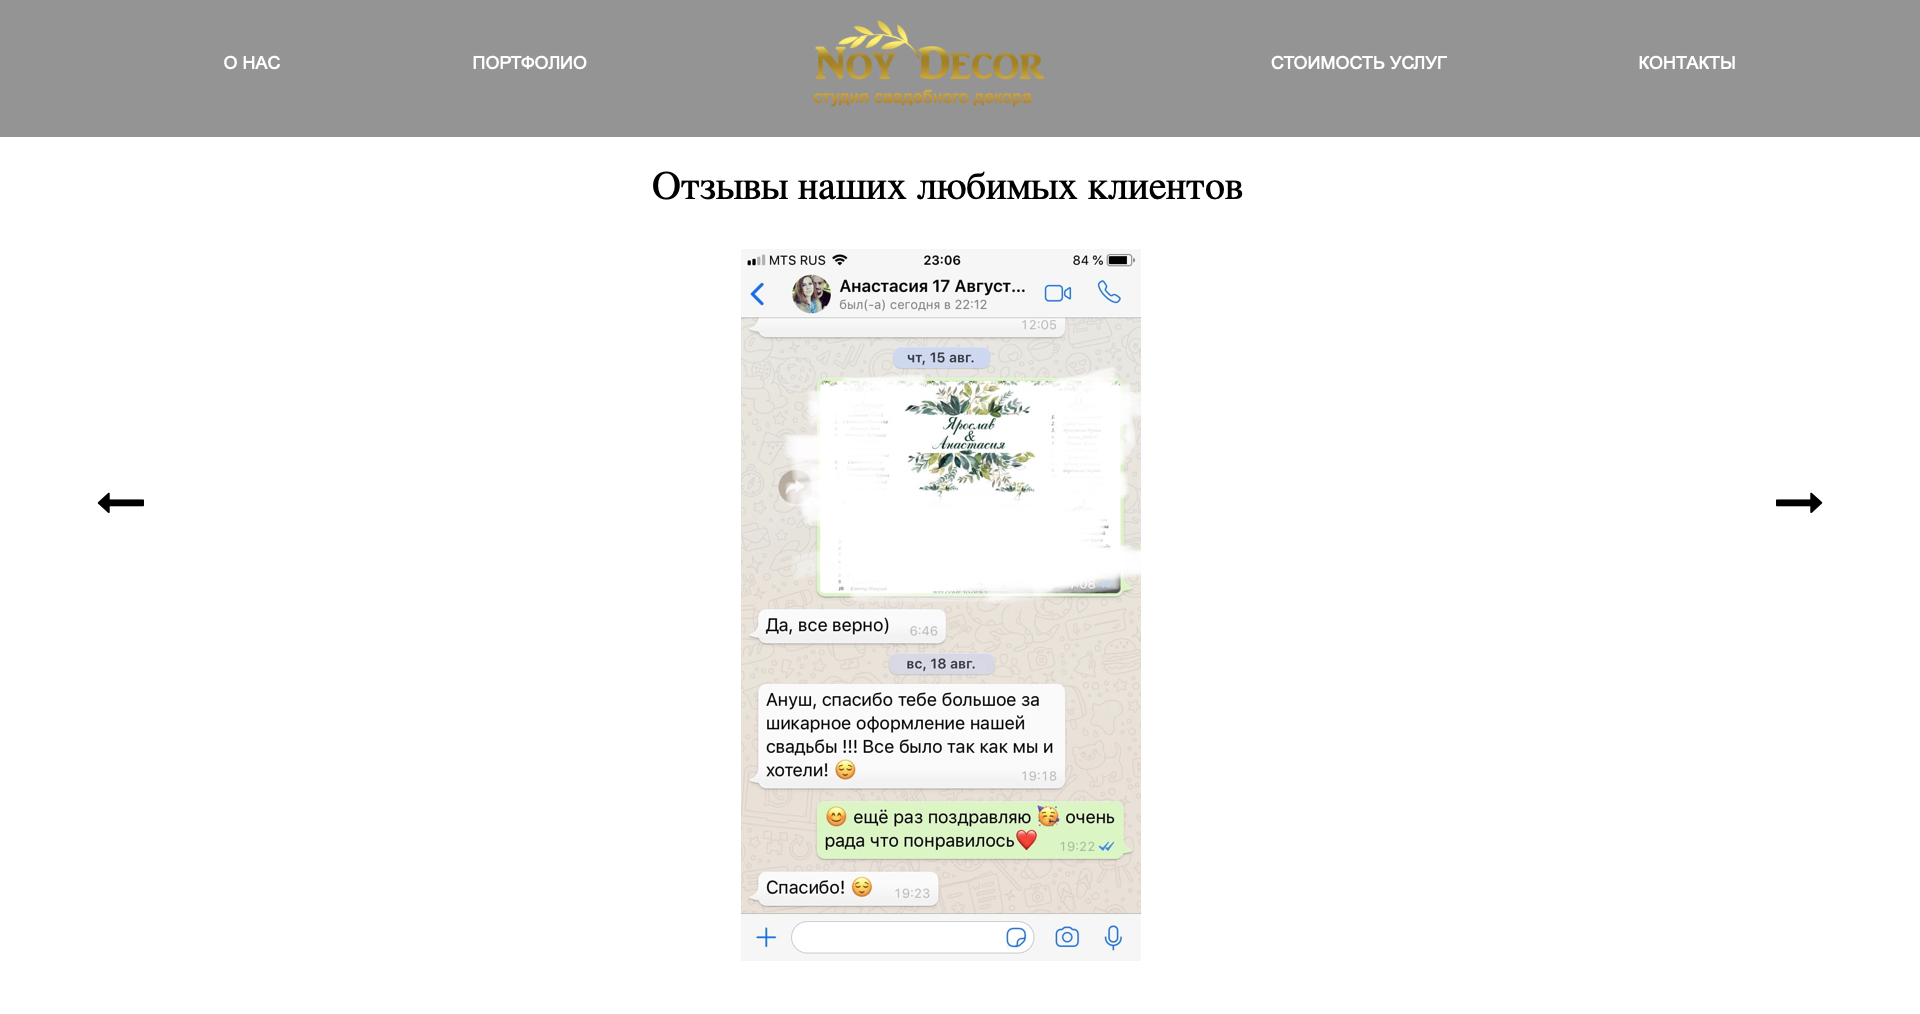 О НАС
ПОРТФОЛИО
NOY DECOR
студия свадебного декора
СТОИМОСТЬ УСЛУГ
КОНТАКТЫ
Отзывы наших любимых клиентов
MTS RUS 23:06 84 %
Анастасия 17 Август...
был(-а) сегодня в 22:12
12:05
чт, 15 авг.
Ярослав
&
Анастасия
Да, все верно) 6:46
вс, 18 авг.
Ануш, спасибо тебе большое за
шикарное оформление нашей
свадьбы !!! Все было так как мы и
хотели! 😌 19:18
😊 ещё раз поздравляю 🥳 очень
рада что понравилось❤️ 19:22
Спасибо! 😌 19:23